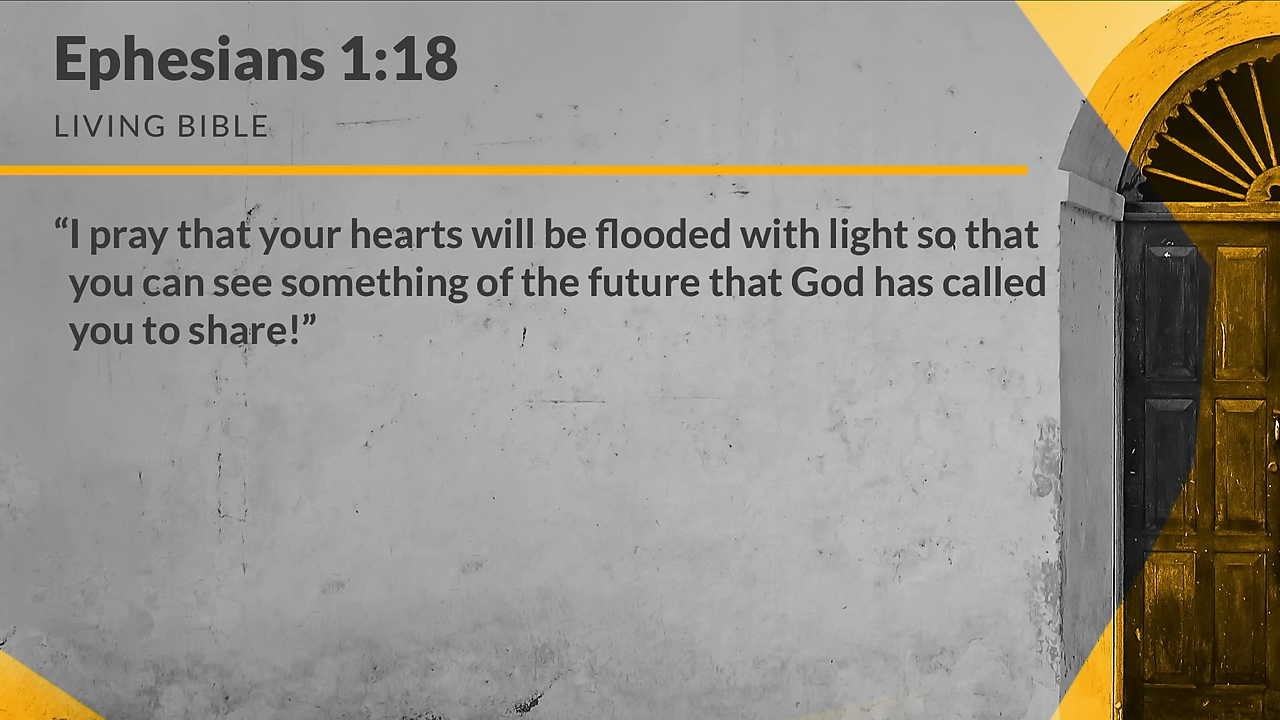 Ephesians 1:18
LIVING BIBLE
“I pray that your hearts will be flooded with light so that
you can see something of the future that God has called
you to share!”